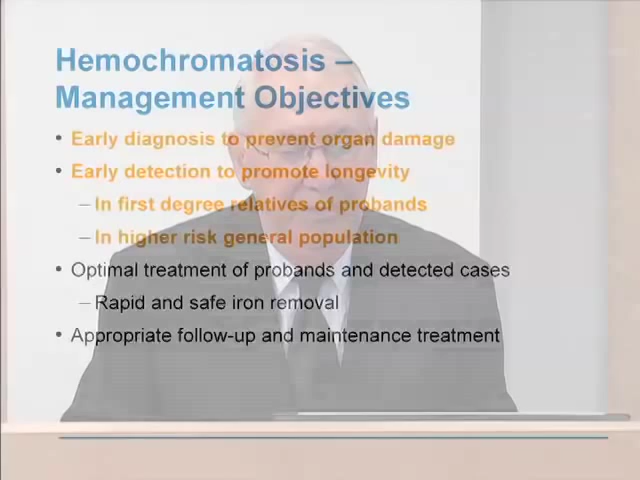 Hemochromatosis –
Management Objectives
• Early diagnosis to prevent organ damage
• Early detection to promote longevity
– In first degree relatives of probands
– In higher risk general population
• Optimal treatment of probands and detected cases
– Rapid and safe iron removal
• Appropriate follow-up and maintenance treatment